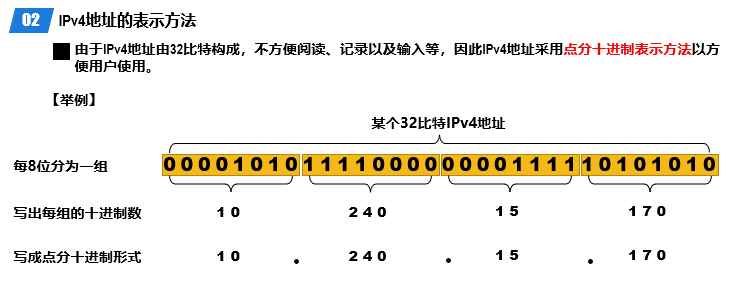 02 IPv4地址的表示方法
由于IPv4地址由32比特构成，不方便阅读、记录以及输入等，因此IPv4地址采用点分十进制表示方法以方
便用户使用。
【举例】
某个32比特IPv4地址
每8位分为一组 00001010 11110000 00001111 10101010
写出每组的十进制数 10 240 15 170
写成点分十进制形式 10 . 240 . 15 . 170